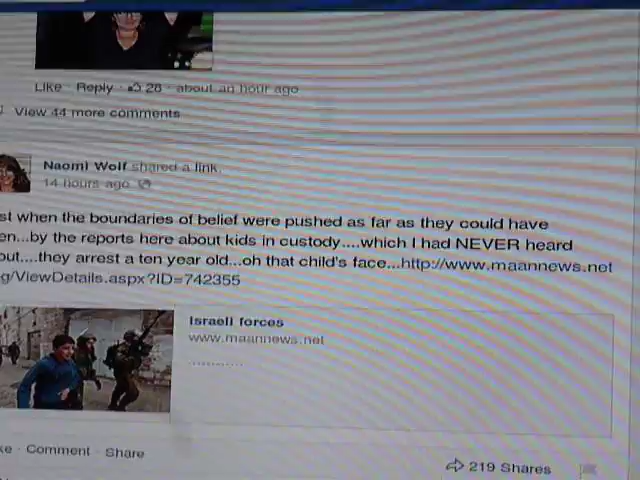 Like · Reply · 28 · about an hour ago
View 44 more comments
Naomi Wolf shared a link.
14 hours ago
st when the boundaries of belief were pushed as far as they could have
en...by the reports here about kids in custody....which I had NEVER heard
out....they arrest a ten year old...oh that child's face...http://www.maannews.net
g/ViewDetails.aspx?ID=742355
Israeli forces
www.maannews.net
............
ke · Comment · Share
219 Shares